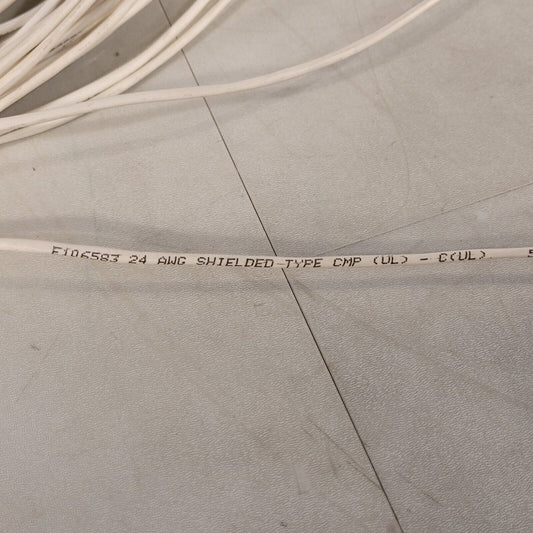 E106583 24 AWG SHIELDED TYPE CMP (UL) - C(UL)